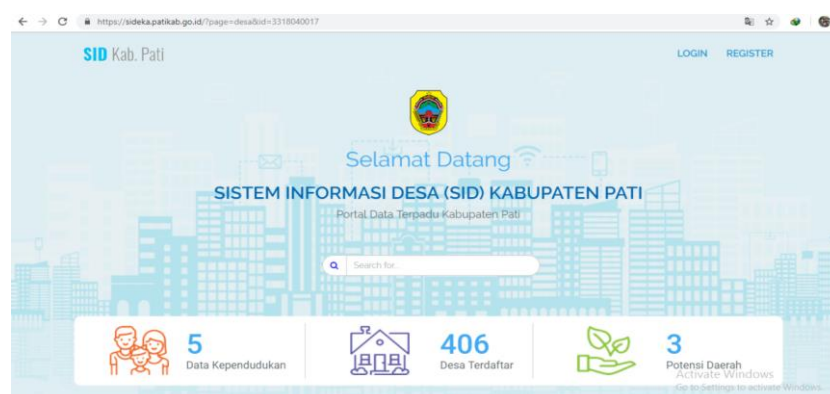 https://sideka.patikab.go.id/?page=desa&id=3318040017
SID Kab. Pati
LOGIN REGISTER
Selamat Datang
SISTEM INFORMASI DESA (SID) KABUPATEN PATI
Portal Data Terpadu Kabupaten Pati
Search for...
5
Data Kependudukan
406
Desa Terdaftar
3
Potensi Daerah
Activate Windows
Go to Settings to activate Windows.